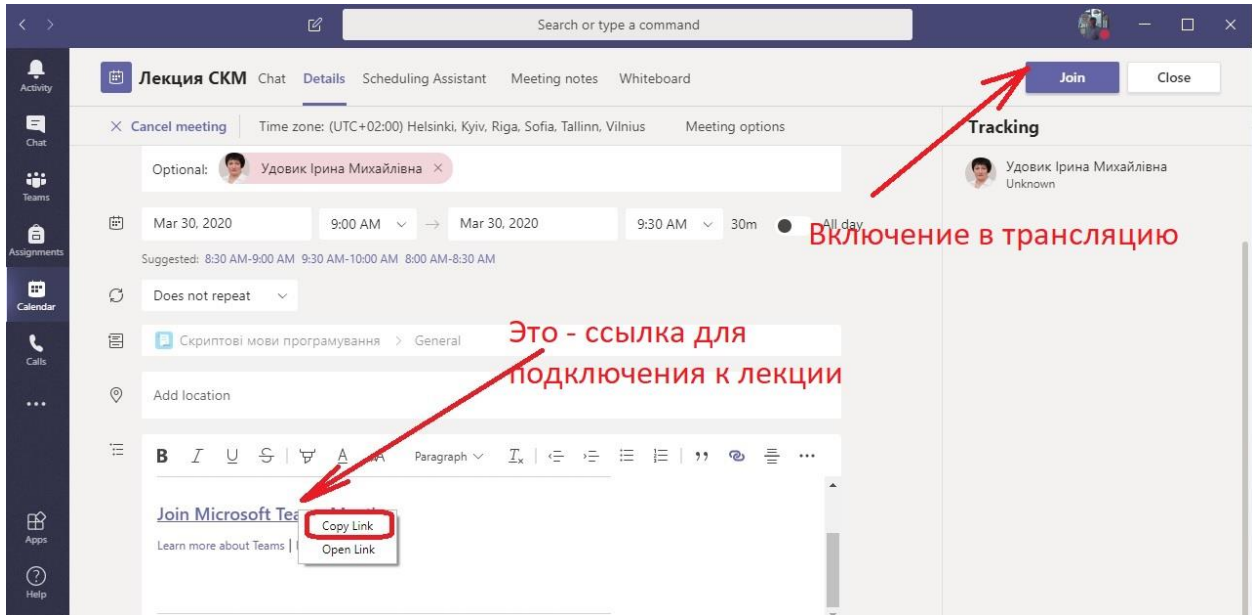 Search or type a command
Activity
Chat
Teams
Assignments
Calendar
Calls
Apps
Help
Лекция СКМ Chat Details Scheduling Assistant Meeting notes Whiteboard
Join Close
Cancel meeting Time zone: (UTC+02:00) Helsinki, Kyiv, Riga, Sofia, Tallinn, Vilnius Meeting options
Optional: Удовик Ірина Михайлівна
Mar 30, 2020 9:00 AM → Mar 30, 2020 9:30 AM 30m All day
Suggested: 8:30 AM-9:00 AM 9:30 AM-10:00 AM 8:00 AM-8:30 AM
Does not repeat
Скриптові мови програмування > General
Add location
B I U S A Paragraph
Join Microsoft
Learn more about Teams |
Copy Link
Open Link
Tracking
Удовик Ірина Михайлівна
Unknown
Включение в трансляцию
Это - ссылка для
подключения к лекции